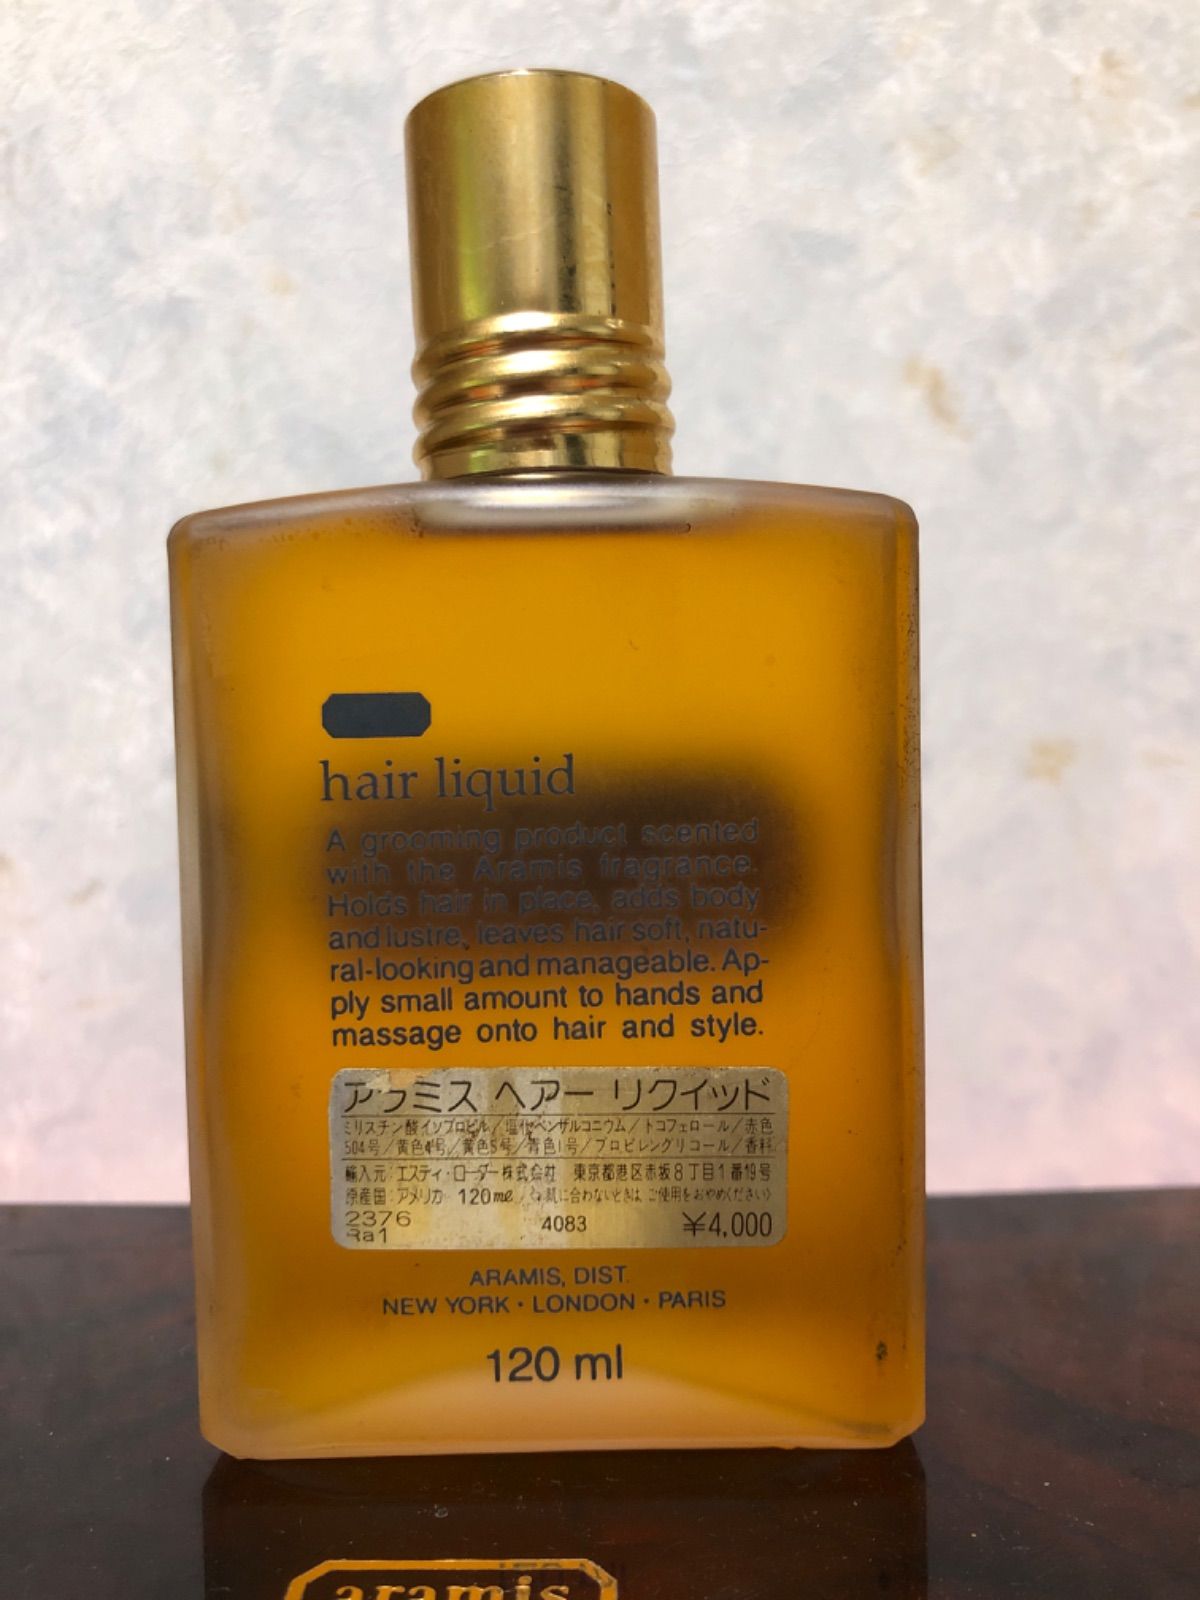 hair liquid
A grooming product scented
with the Aramis fragrance.
Holds hair in place, adds body
and lustre, leaves hair soft, natu-
ral-looking and manageable. Ap-
ply small amount to hands and
massage onto hair and style.
アラミス ヘアー リクイッド
ミリスチン酸イソプロピル/塩化ベンザルコニウム/トコフェロール/赤色
504号/黄色4号/黄色5号/青色1号/プロピレングリコール/香料
輸入元:エスティ・ローダー株式会社 東京都港区赤坂8丁目1番19号
原産国:アメリカ 120ml 〈お肌に合わないときは、ご使用をおやめください〉
2376 4083 ¥4,000
Ra1
ARAMIS, DIST.
NEW YORK · LONDON · PARIS
120 ml
aramis